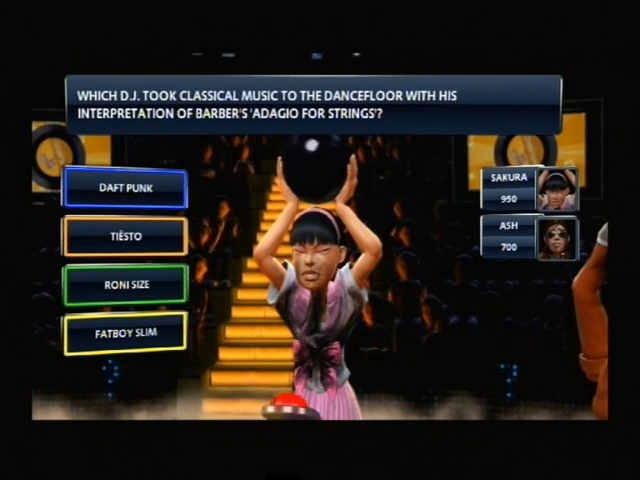 WHICH D.J. TOOK CLASSICAL MUSIC TO THE DANCEFLOOR WITH HIS
INTERPRETATION OF BARBER'S 'ADAGIO FOR STRINGS'?
DAFT PUNK
TIËSTO
RONI SIZE
FATBOY SLIM
SAKURA
950
ASH
700